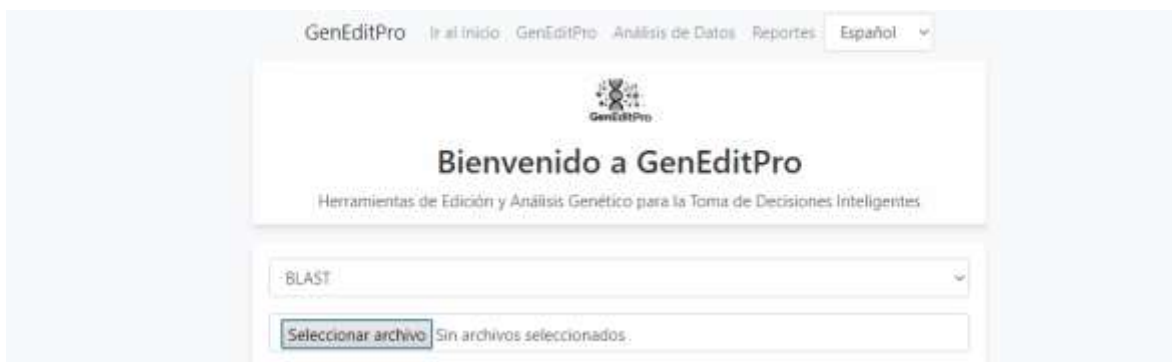 GenEditPro Ir al inicio GenEditPro Análisis de Datos Reportes Español
GenEditPro
Bienvenido a GenEditPro
Herramientas de Edición y Análisis Genético para la Toma de Decisiones Inteligentes
BLAST
Seleccionar archivo Sin archivos seleccionados